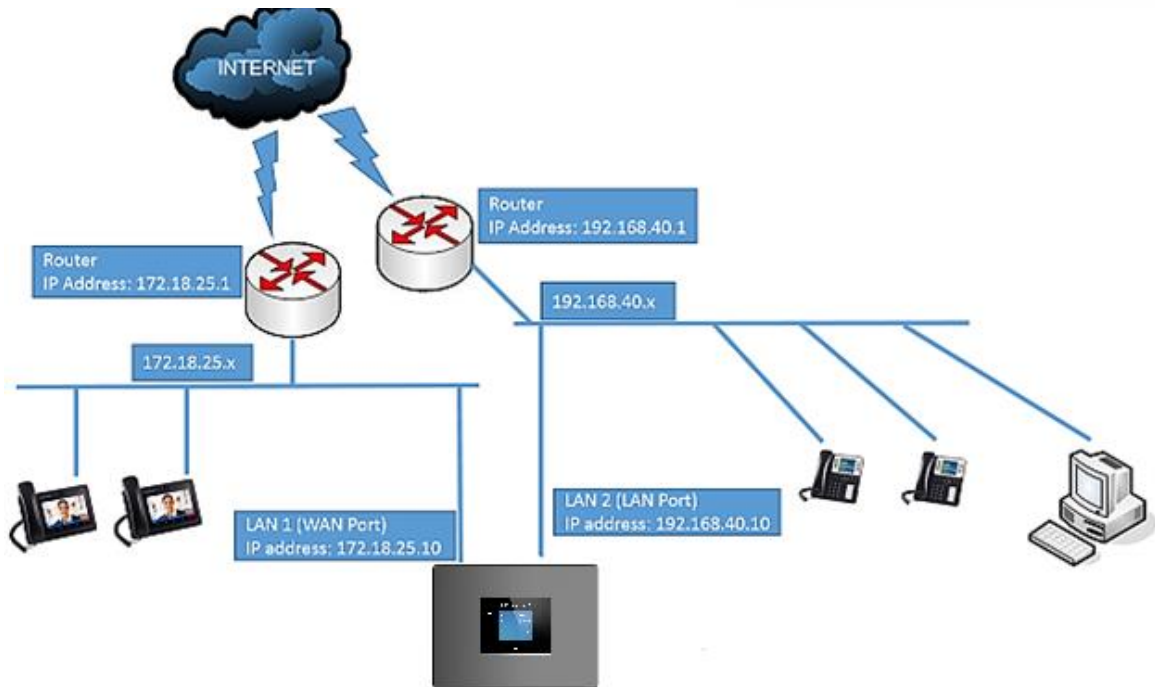 INTERNET
Router
IP Address: 192.168.40.1
Router
IP Address: 172.18.25.1
192.168.40.x
172.18.25.x
LAN 1 (WAN Port)
IP address: 172.18.25.10
LAN 2 (LAN Port)
IP address: 192.168.40.10